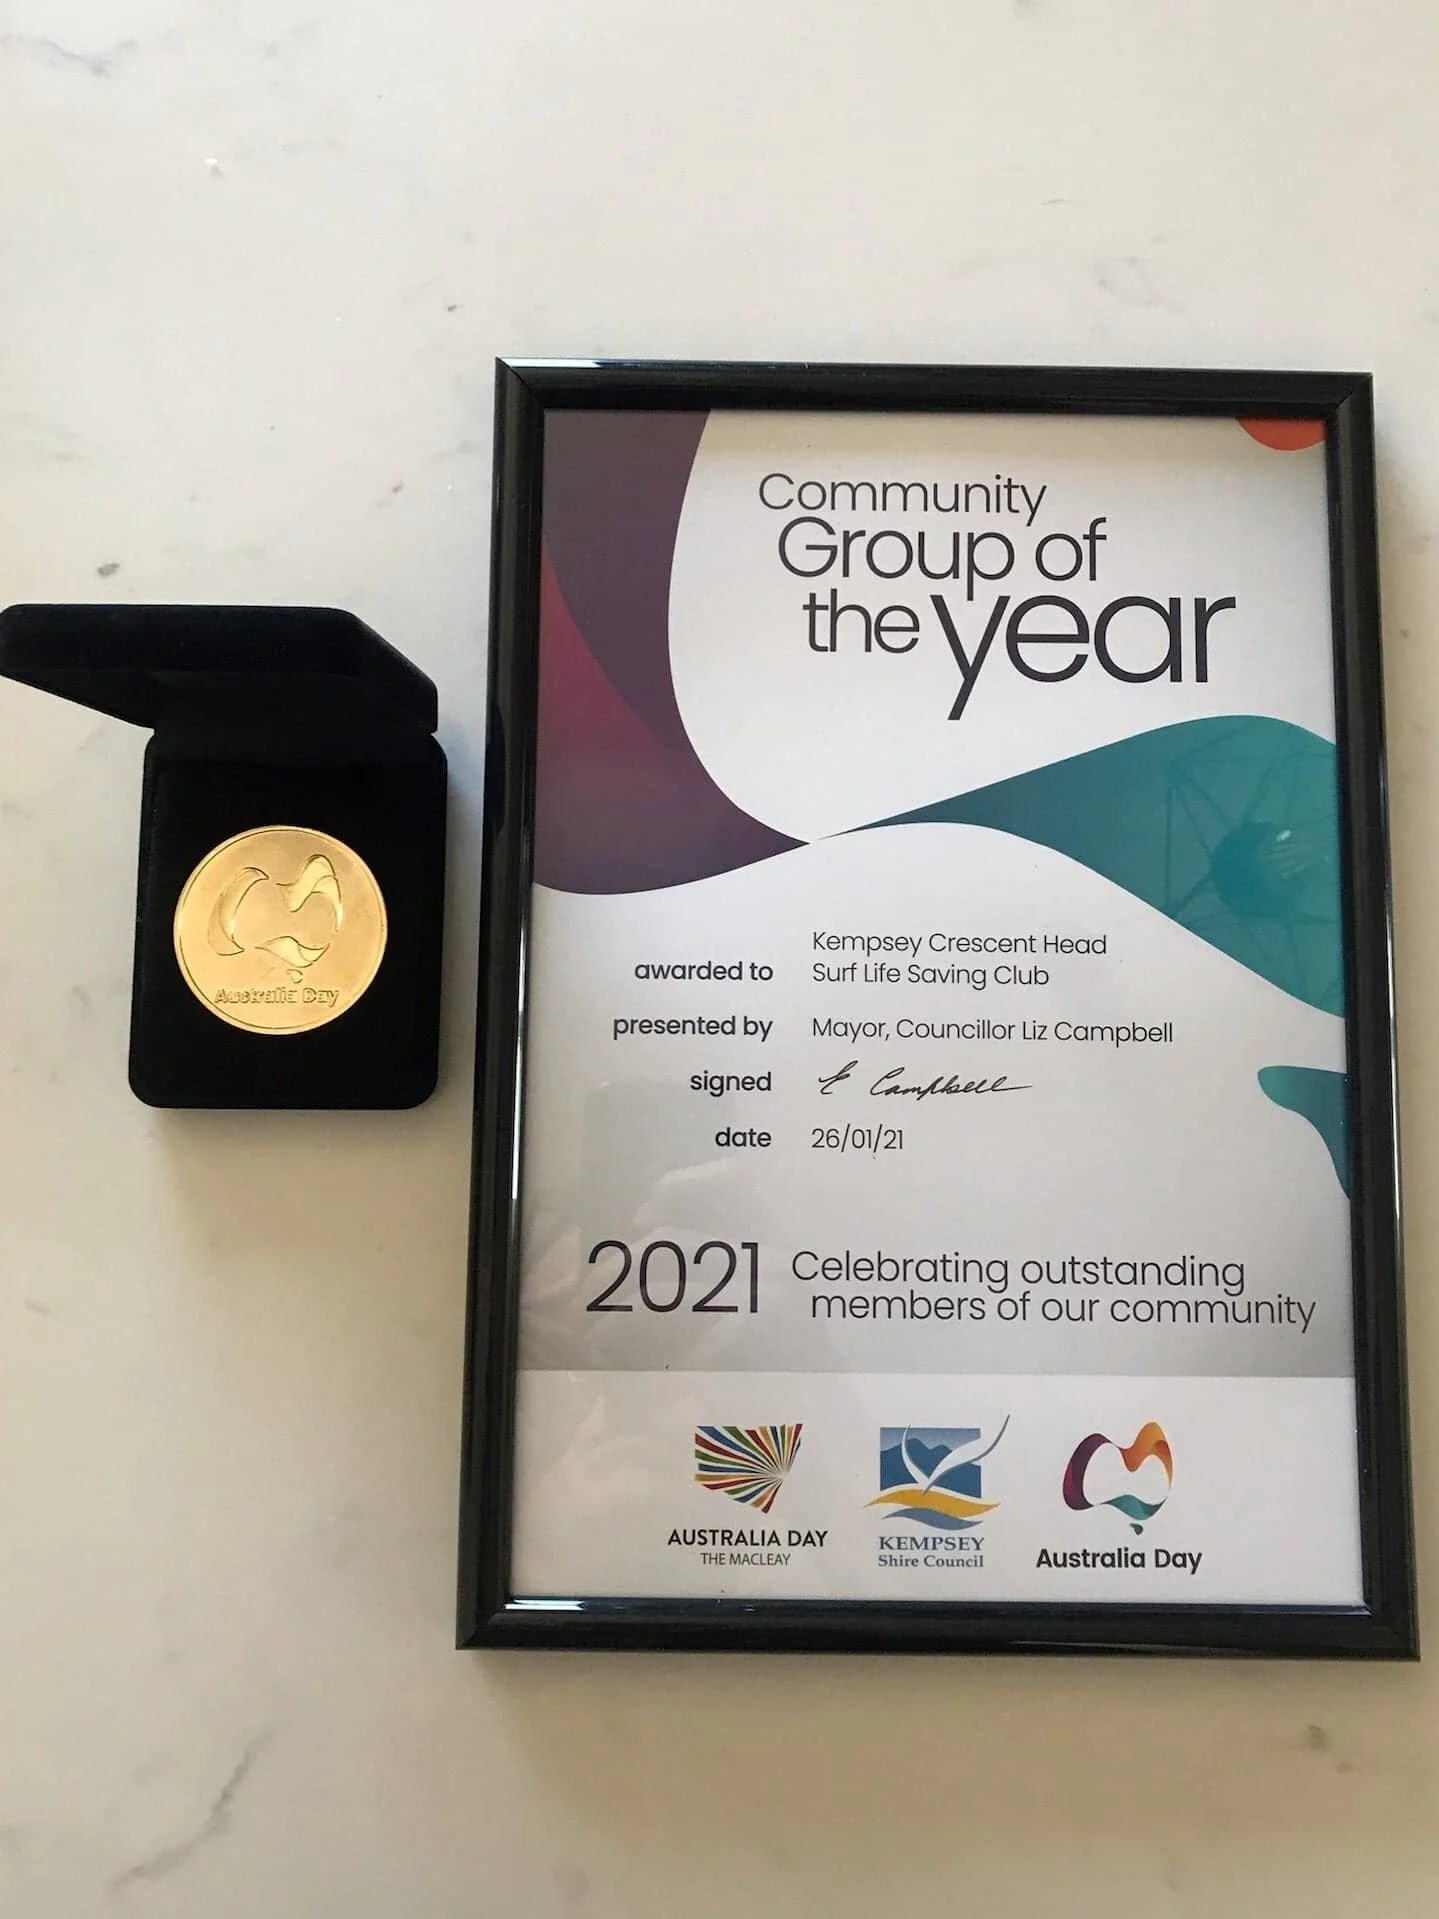 Community
Group of
the year
awarded to
Kempsey Crescent Head
Surf Life Saving Club
presented by
Mayor, Councillor Liz Campbell
signed
E Campbell
date
26/01/21
2021
Celebrating outstanding
members of our community
AUSTRALIA DAY
THE MACLEAY
KEMPSEY
Shire Council
Australia Day
Australia Day